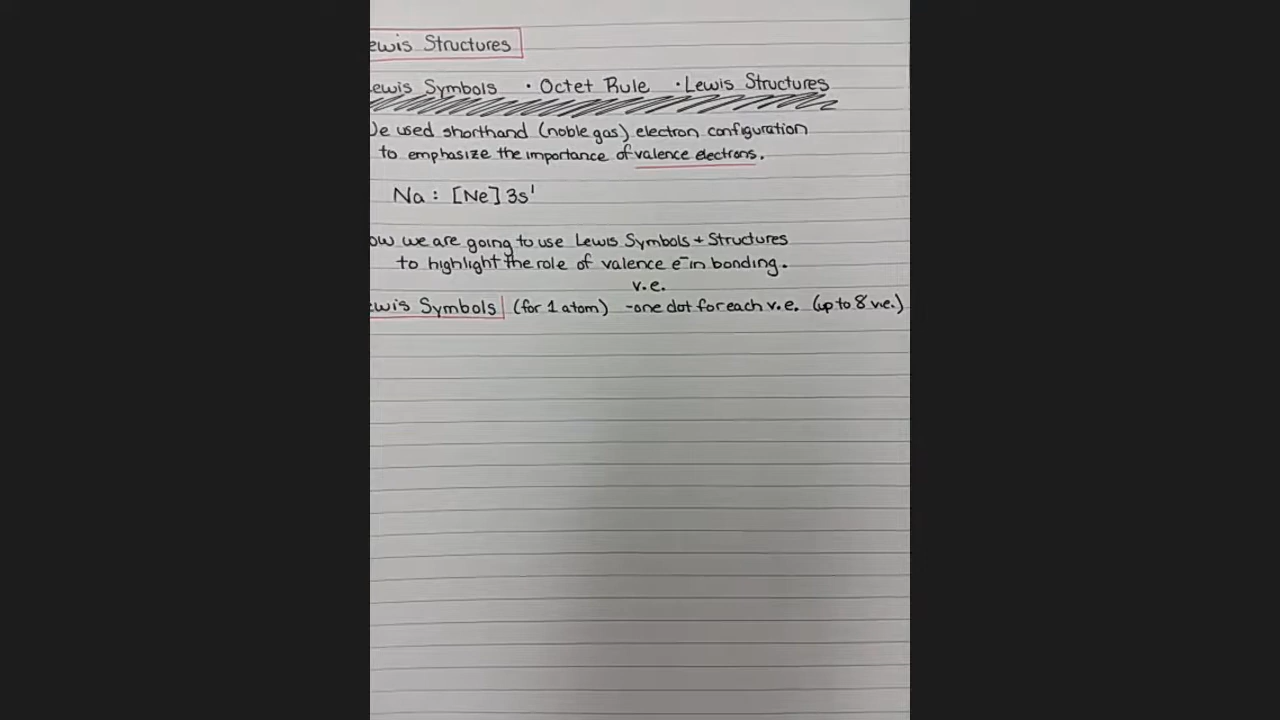 ewis Structures
ewis Symbols · Octet Rule · Lewis Structures
We used shorthand (noble gas) electron configuration
to emphasize the importance of valence electrons.
Na : [Ne] 3s¹
ow we are going to use Lewis Symbols + Structures
to highlight the role of valence e⁻ in bonding.
v.e.
ewis Symbols (for 1 atom) -one dot for each v.e. (up to 8 v.e.)